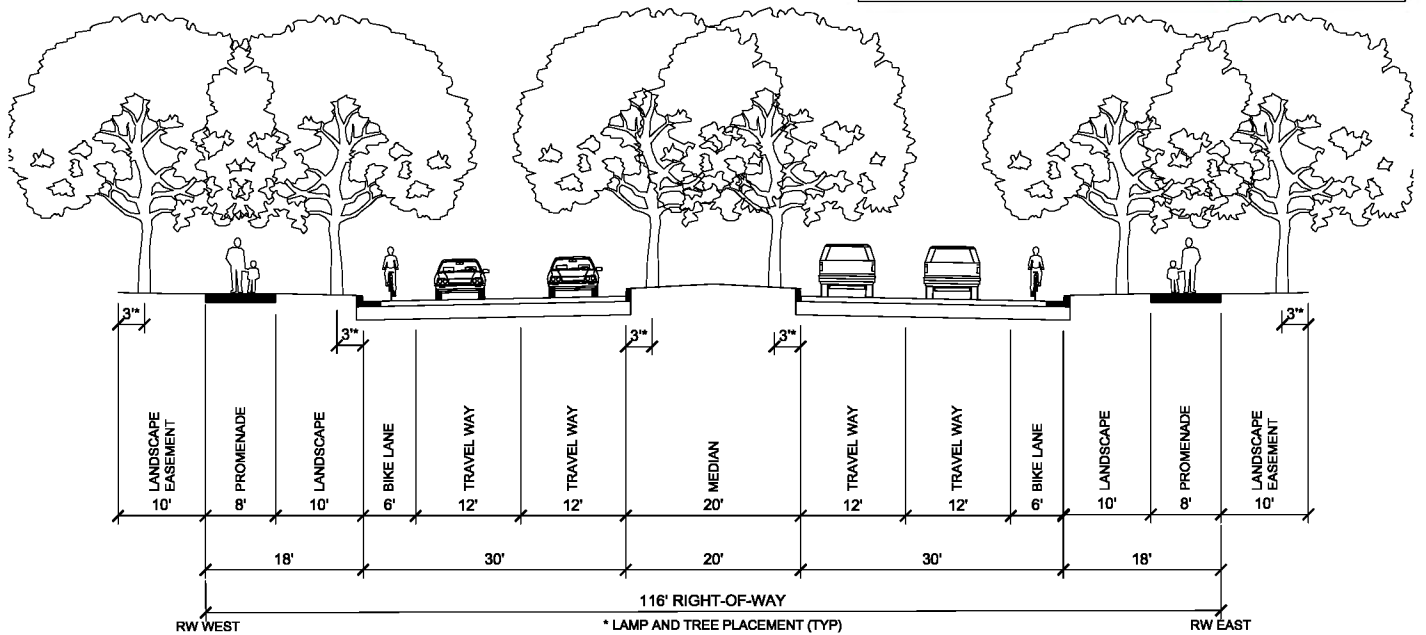 3'*
3'*
3'*
3'*
3'*
LANDSCAPE
EASEMENT
10'
PROMENADE
8'
LANDSCAPE
10'
BIKE LANE
6'
TRAVEL WAY
12'
TRAVEL WAY
12'
MEDIAN
20'
TRAVEL WAY
12'
TRAVEL WAY
12'
BIKE LANE
6'
LANDSCAPE
10'
PROMENADE
8'
LANDSCAPE
EASEMENT
10'
18'
30'
20'
30'
18'
116' RIGHT-OF-WAY
RW WEST
* LAMP AND TREE PLACEMENT (TYP)
RW EAST